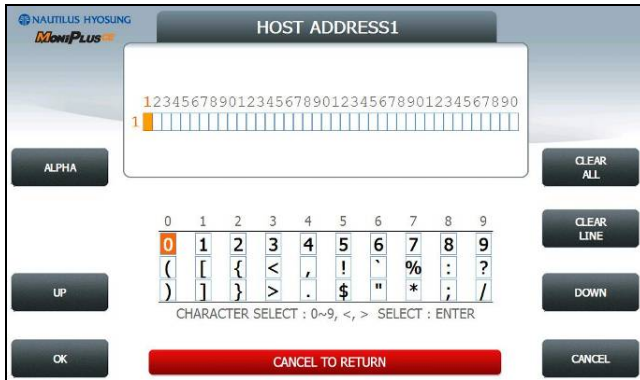 NAUTILUS HYOSUNG
MoniPlusCE
HOST ADDRESS1
1234567890123456789012345678901234567890
1
ALPHA
CLEAR ALL
0 1 2 3 4 5 6 7 8 9
0 1 2 3 4 5 6 7 8 9
( [ { < , ! ` % : ?
) ] } > . $ " * ; /
CLEAR LINE
UP
DOWN
CHARACTER SELECT : 0~9, <, > SELECT : ENTER
OK
CANCEL TO RETURN
CANCEL